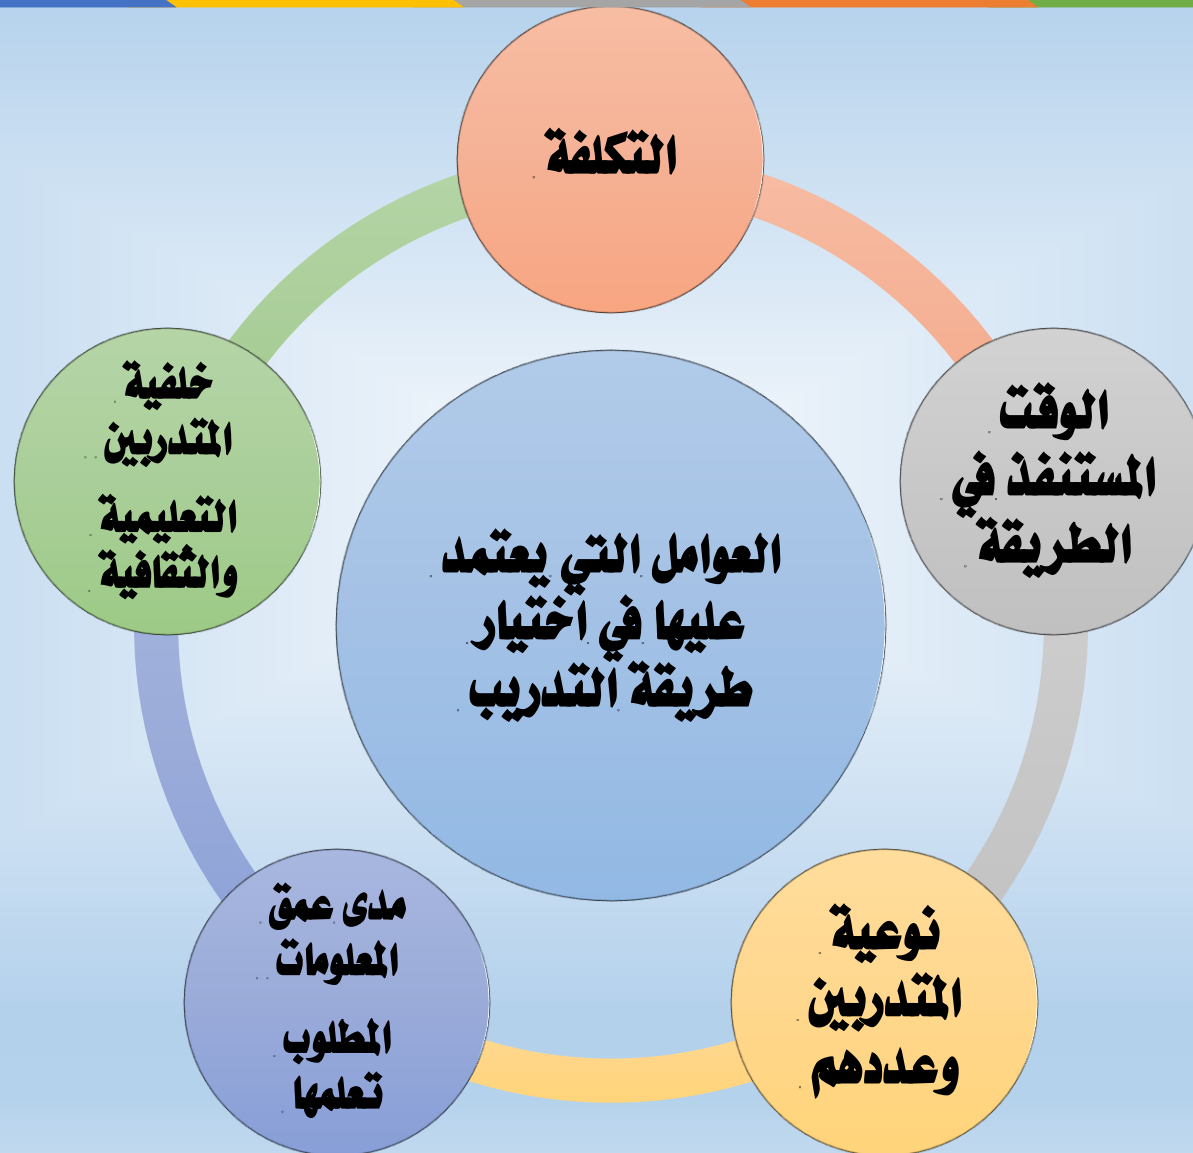 التكلفة
الوقت
المستنفذ في
الطريقة
نوعية
المتدربين
وعددهم
مدى عمق
المعلومات
المطلوب
تعلمها
خلفية
المتدربين
التعليمية
والثقافية
العوامل التي يعتمد
عليها في اختيار
طريقة التدريب